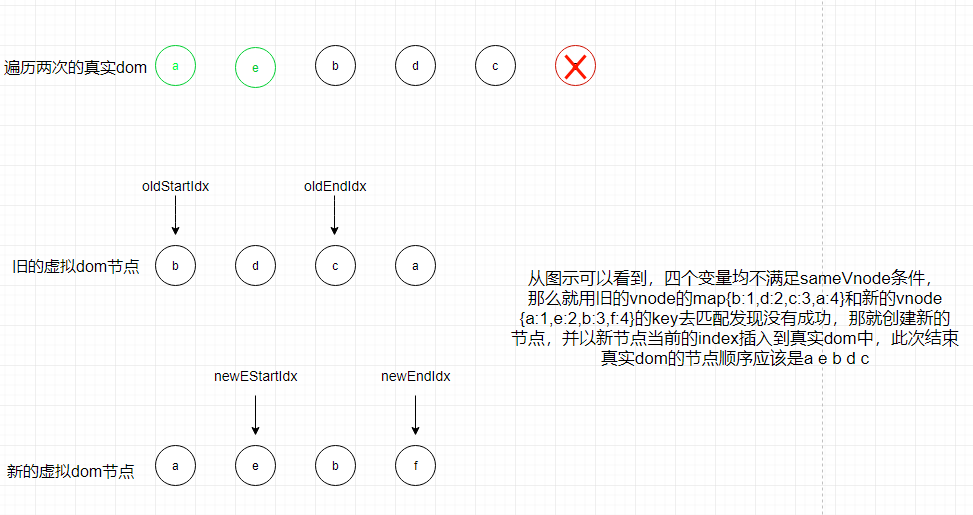 遍历两次的真实dom
a
e
b
d
c
oldStartIdx
oldEndIdx
旧的虚拟dom节点
b
d
c
a
从图示可以看到，四个变量均不满足sameVnode条件，
那么就用旧的vnode的map{b:1,d:2,c:3,a:4}和新的vnode
{a:1,e:2,b:3,f:4}的key去匹配发现没有成功，那就创建新的
节点，并以新节点当前的index插入到真实dom中，此次结束
真实dom的节点顺序应该是a e b d c
newEStartIdx
newEndIdx
新的虚拟dom节点
a
e
b
f